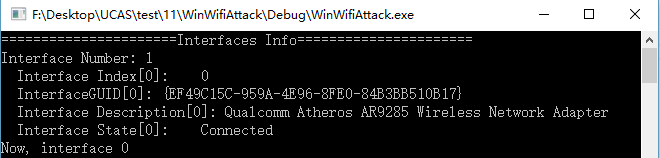 F:\Desktop\UCAS\test\11\WinWifiAttack\Debug\WinWifiAttack.exe
======================Interfaces Info======================
Interface Number: 1
Interface Index[0]: 0
InterfaceGUID[0]: {EF49C15C-959A-4E96-8FE0-84B3BB510B17}
Interface Description[0]: Qualcomm Atheros AR9285 Wireless Network Adapter
Interface State[0]: Connected
Now, interface 0